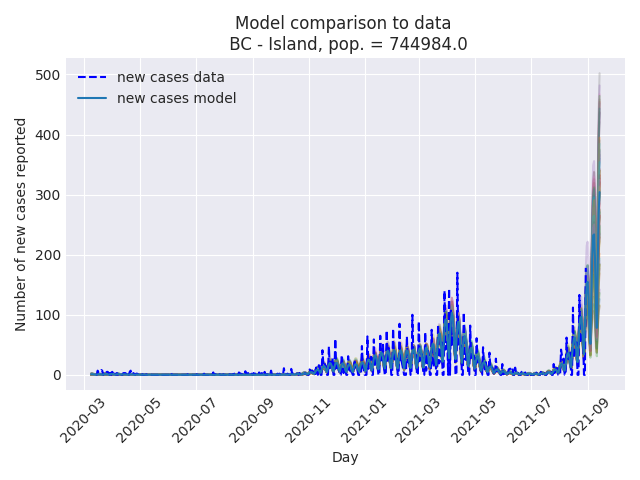 Model comparison to data
BC - Island, pop. = 744984.0
new cases data
new cases model
Number of new cases reported
500
400
300
200
100
0
2020-03
2020-05
2020-07
2020-09
2020-11
2021-01
2021-03
2021-05
2021-07
2021-09
Day